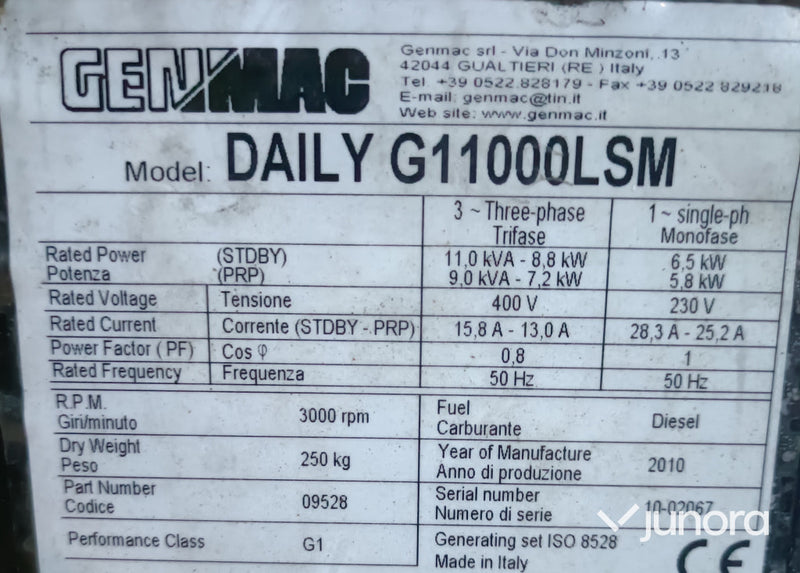 GENMAC
Genmac srl - Via Don Minzoni, 13
42044 GUALTIERI (RE ) Italy
Tel +39 0522.828179 - Fax +39 0522 829218
E-mail: genmac@tin.it
Web site: www.genmac.it
Model: DAILY G11000LSM
3 ~ Three-phase 1 ~ single-ph
Trifase Monofase
Rated Power (STDBY) 11,0 kVA - 8,8 kW 6,5 kW
Potenza (PRP) 9,0 kVA - 7,2 kW 5,8 kW
Rated Voltage Tensione 400 V 230 V
Rated Current Corrente (STDBY - PRP) 15,8 A - 13,0 A 28,3 A - 25,2 A
Power Factor ( PF) Cos φ 0,8 1
Rated Frequency Frequenza 50 Hz 50 Hz
R.P.M.
Giri/minuto 3000 rpm
Fuel
Carburante Diesel
Dry Weight
Peso 250 kg
Year of Manufacture
Anno di produzione 2010
Part Number
Codice 09528
Serial number
Numero di serie 10-02067
Performance Class G1
Generating set ISO 8528
Made in Italy
CE
junora